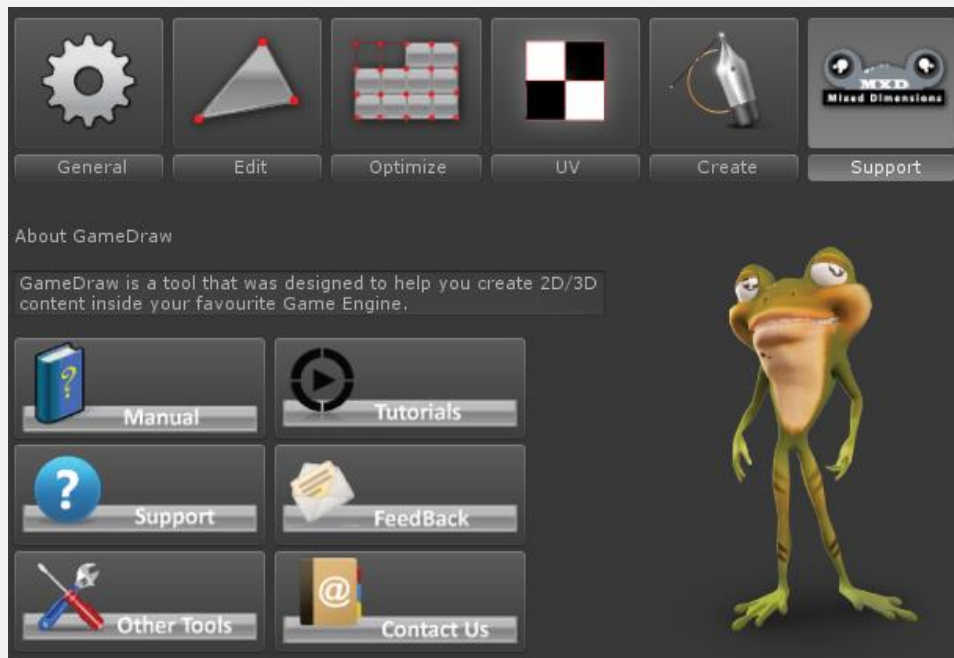 MXD
Mixed Dimensions
General
Edit
Optimize
UV
Create
Support
About GameDraw
GameDraw is a tool that was designed to help you create 2D/3D
content inside your favourite Game Engine.
?
Manual
Tutorials
?
Support
FeedBack
Other Tools
@
Contact Us